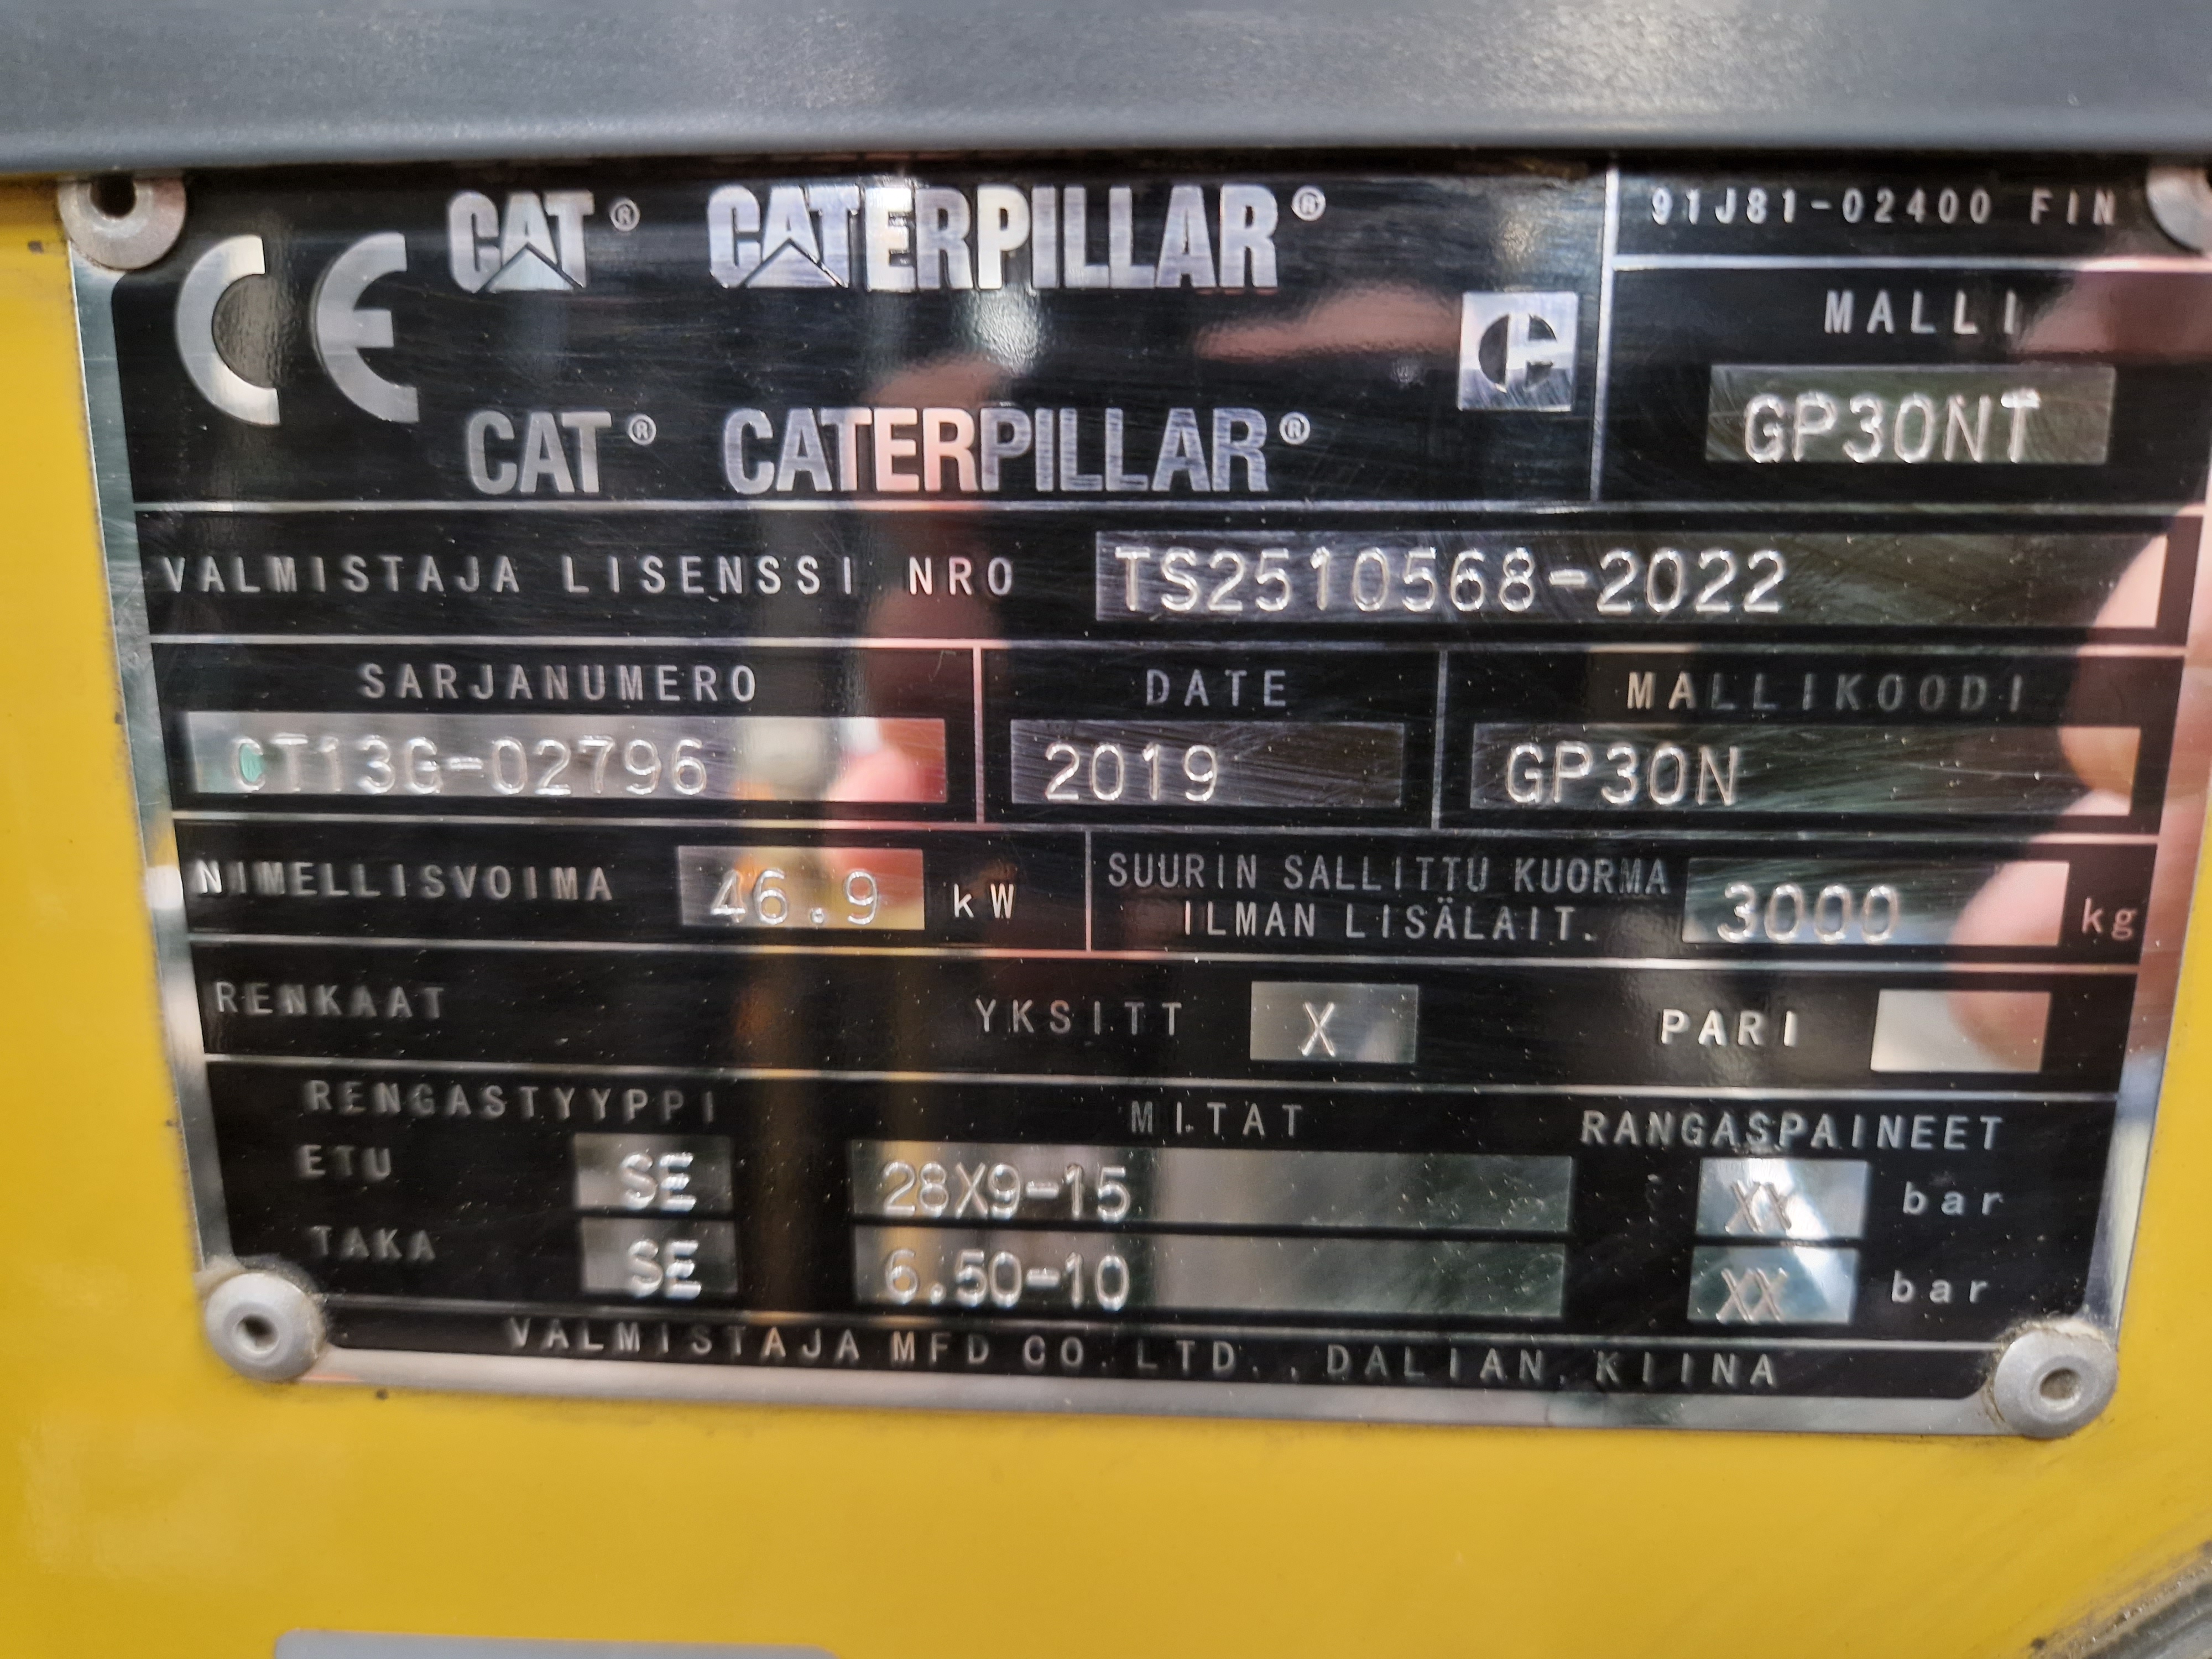 CE CAT® CATERPILLAR® 91J81-02400 FIN
MALLI
GP30NT
CAT® CATERPILLAR®
VALMISTAJA LISENSSI NRO TS2510568-2022
SARJANUMERO DATE MALLIKOODI
CT13G-02796 2019 GP30N
NIMELLISVOIMA 46.9 kW SUURIN SALLITTU KUORMA
ILMAN LISÄLAIT. 3000 kg
RENKAAT YKSITT X PARI
RENGASTYYPPI MITAT RANGASPAINEET
ETU SE 28X9-15 XX bar
TAKA SE 6.50-10 XX bar
VALMISTAJA MFD CO. LTD., DALIAN, KIINA